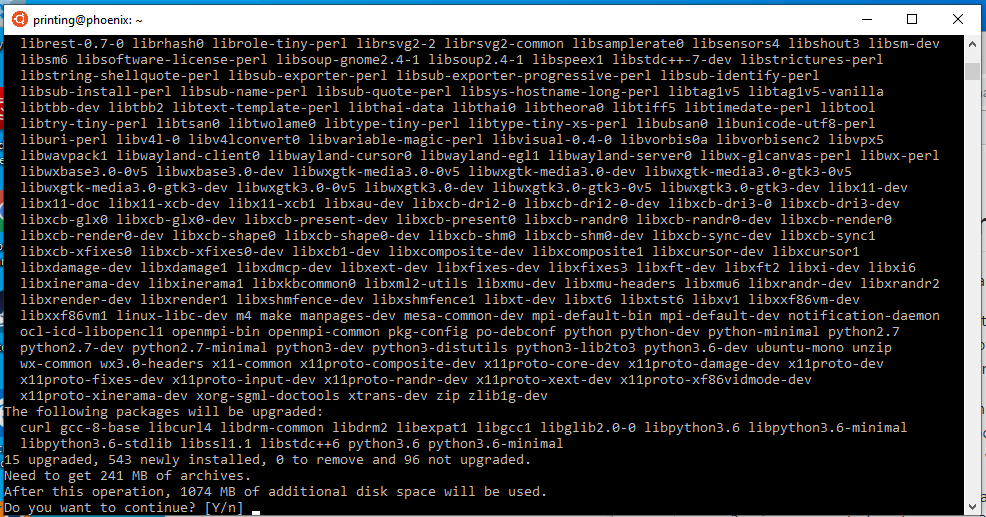 printing@phoenix: ~
librest-0.7-0 librhash0 librole-tiny-perl librsvg2-2 librsvg2-common libsamplerate0 libsensors4 libshout3 libsm-dev
libsm6 libsoftware-license-perl libsoup-gnome2.4-1 libsoup2.4-1 libspeex1 libstdc++-7-dev libstrictures-perl
libstring-shellquote-perl libsub-exporter-perl libsub-exporter-progressive-perl libsub-identify-perl
libsub-install-perl libsub-name-perl libsub-quote-perl libsys-hostname-long-perl libtag1v5 libtag1v5-vanilla
libtbb-dev libtbb2 libtext-template-perl libthai-data libthai0 libtheora0 libtiff5 libtimedate-perl libtool
libtry-tiny-perl libtsan0 libtwolame0 libtype-tiny-perl libtype-tiny-xs-perl libubsan0 libunicode-utf8-perl
liburi-perl libv4l-0 libv4lconvert0 libvariable-magic-perl libvisual-0.4-0 libvorbis0a libvorbisenc2 libvpx5
libwavpack1 libwayland-client0 libwayland-cursor0 libwayland-egl1 libwayland-server0 libwx-glcanvas-perl libwx-perl
libwxbase3.0-0v5 libwxbase3.0-dev libwxgtk-media3.0-0v5 libwxgtk-media3.0-dev libwxgtk-media3.0-gtk3-0v5
libwxgtk-media3.0-gtk3-dev libwxgtk3.0-0v5 libwxgtk3.0-dev libwxgtk3.0-gtk3-0v5 libwxgtk3.0-gtk3-dev libx11-dev
libx11-doc libx11-xcb-dev libx11-xcb1 libxau-dev libxcb-dri2-0 libxcb-dri2-0-dev libxcb-dri3-0 libxcb-dri3-dev
libxcb-glx0 libxcb-glx0-dev libxcb-present-dev libxcb-present0 libxcb-randr0 libxcb-randr0-dev libxcb-render0
libxcb-render0-dev libxcb-shape0 libxcb-shape0-dev libxcb-shm0 libxcb-shm0-dev libxcb-sync-dev libxcb-sync1
libxcb-xfixes0 libxcb-xfixes0-dev libxcb1-dev libxcomposite-dev libxcomposite1 libxcursor-dev libxcursor1
libxdamage-dev libxdamage1 libxdmcp-dev libxext-dev libxfixes-dev libxfixes3 libxft-dev libxft2 libxi-dev libxi6
libxinerama-dev libxinerama1 libxkbcommon0 libxml2-utils libxmu-dev libxmu-headers libxmu6 libxrandr-dev libxrandr2
libxrender-dev libxrender1 libxshmfence-dev libxshmfence1 libxt-dev libxt6 libxtst6 libxv1 libxxf86vm-dev
libxxf86vm1 linux-libc-dev m4 make manpages-dev mesa-common-dev mpi-default-bin mpi-default-dev notification-daemon
ocl-icd-libopencl1 openmpi-bin openmpi-common pkg-config po-debconf python python-dev python-minimal python2.7
python2.7-dev python2.7-minimal python3-dev python3-distutils python3-lib2to3 python3.6-dev ubuntu-mono unzip
wx-common wx3.0-headers x11-common x11proto-composite-dev x11proto-core-dev x11proto-damage-dev x11proto-dev
x11proto-fixes-dev x11proto-input-dev x11proto-randr-dev x11proto-xext-dev x11proto-xf86vidmode-dev
x11proto-xinerama-dev xorg-sgml-doctools xtrans-dev zip zlib1g-dev
The following packages will be upgraded:
curl gcc-8-base libcurl4 libdrm-common libdrm2 libexpat1 libgcc1 libglib2.0-0 libpython3.6 libpython3.6-minimal
libpython3.6-stdlib libssl1.1 libstdc++6 python3.6 python3.6-minimal
15 upgraded, 543 newly installed, 0 to remove and 96 not upgraded.
Need to get 241 MB of archives.
After this operation, 1074 MB of additional disk space will be used.
Do you want to continue? [Y/n]